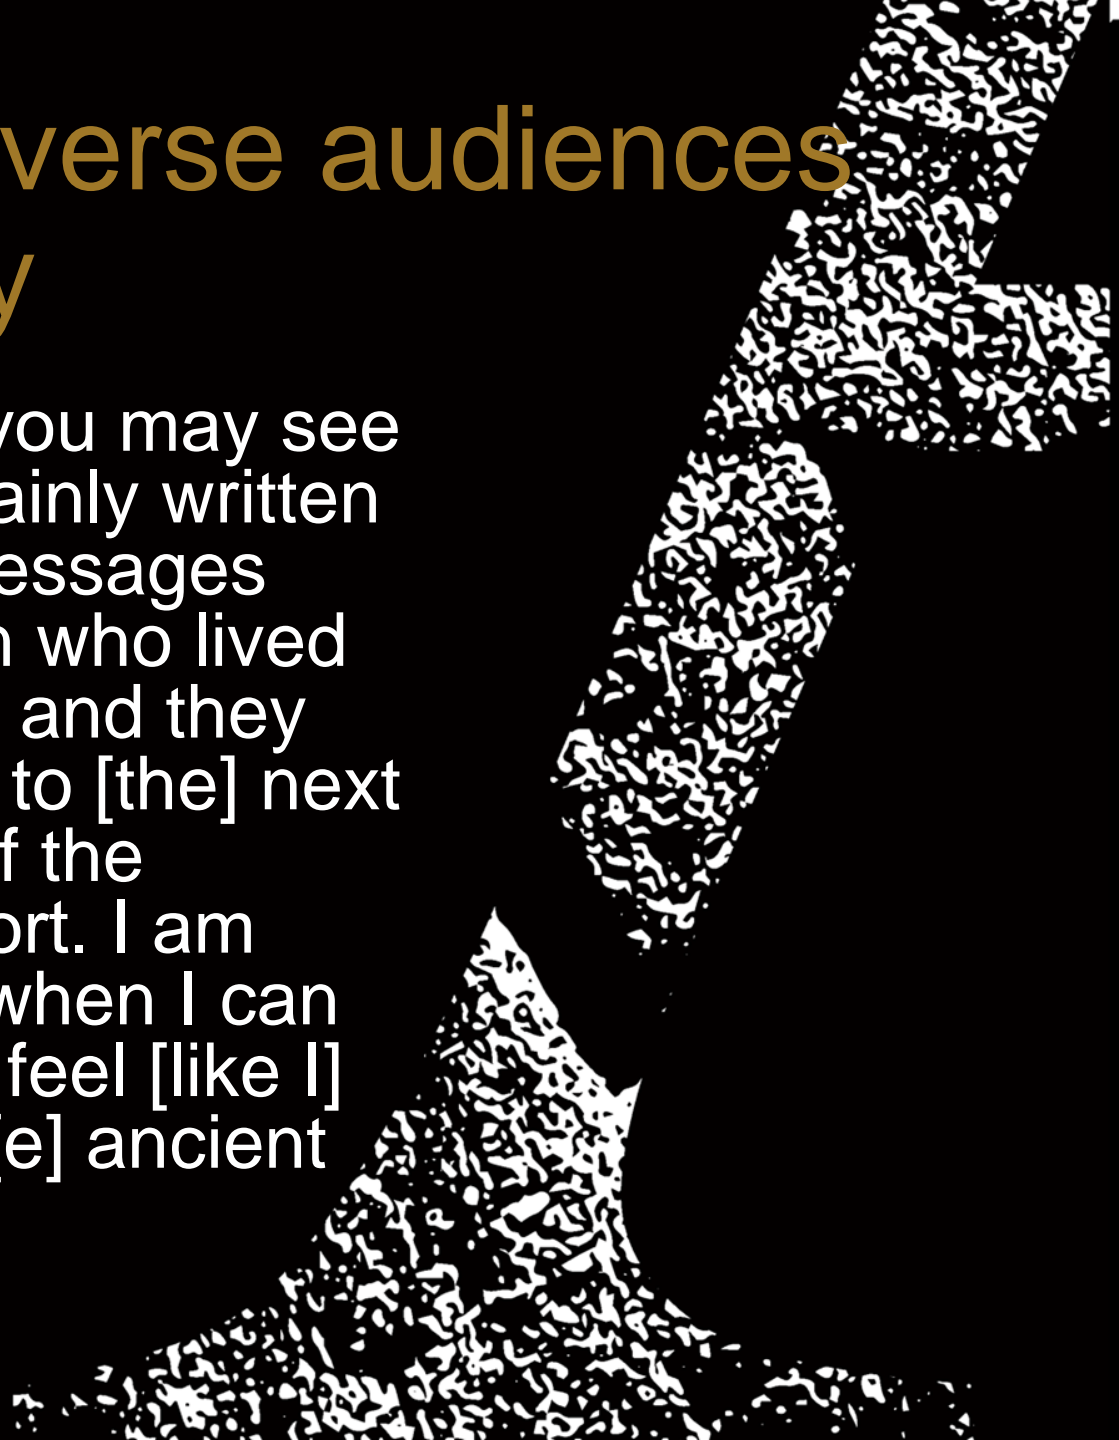 verse audiences
y
you may see
ainly written
essages
n who lived
and they
to [the] next
f the
ort. I am
when I can
feel [like I]
[e] ancient